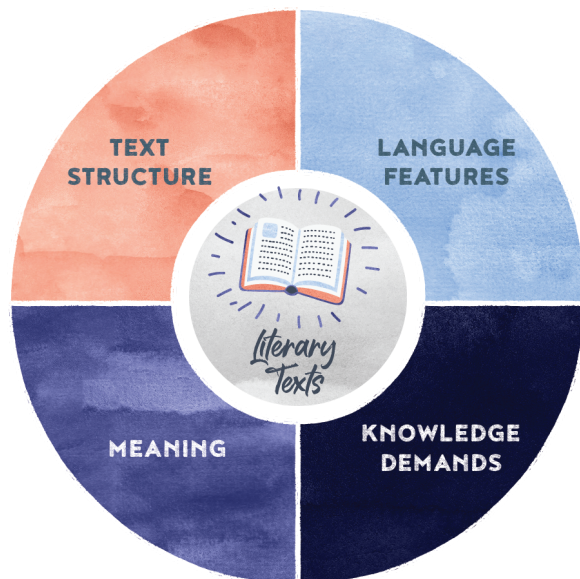 TEXT
STRUCTURE
LANGUAGE
FEATURES
Literary
Texts
MEANING
KNOWLEDGE
DEMANDS